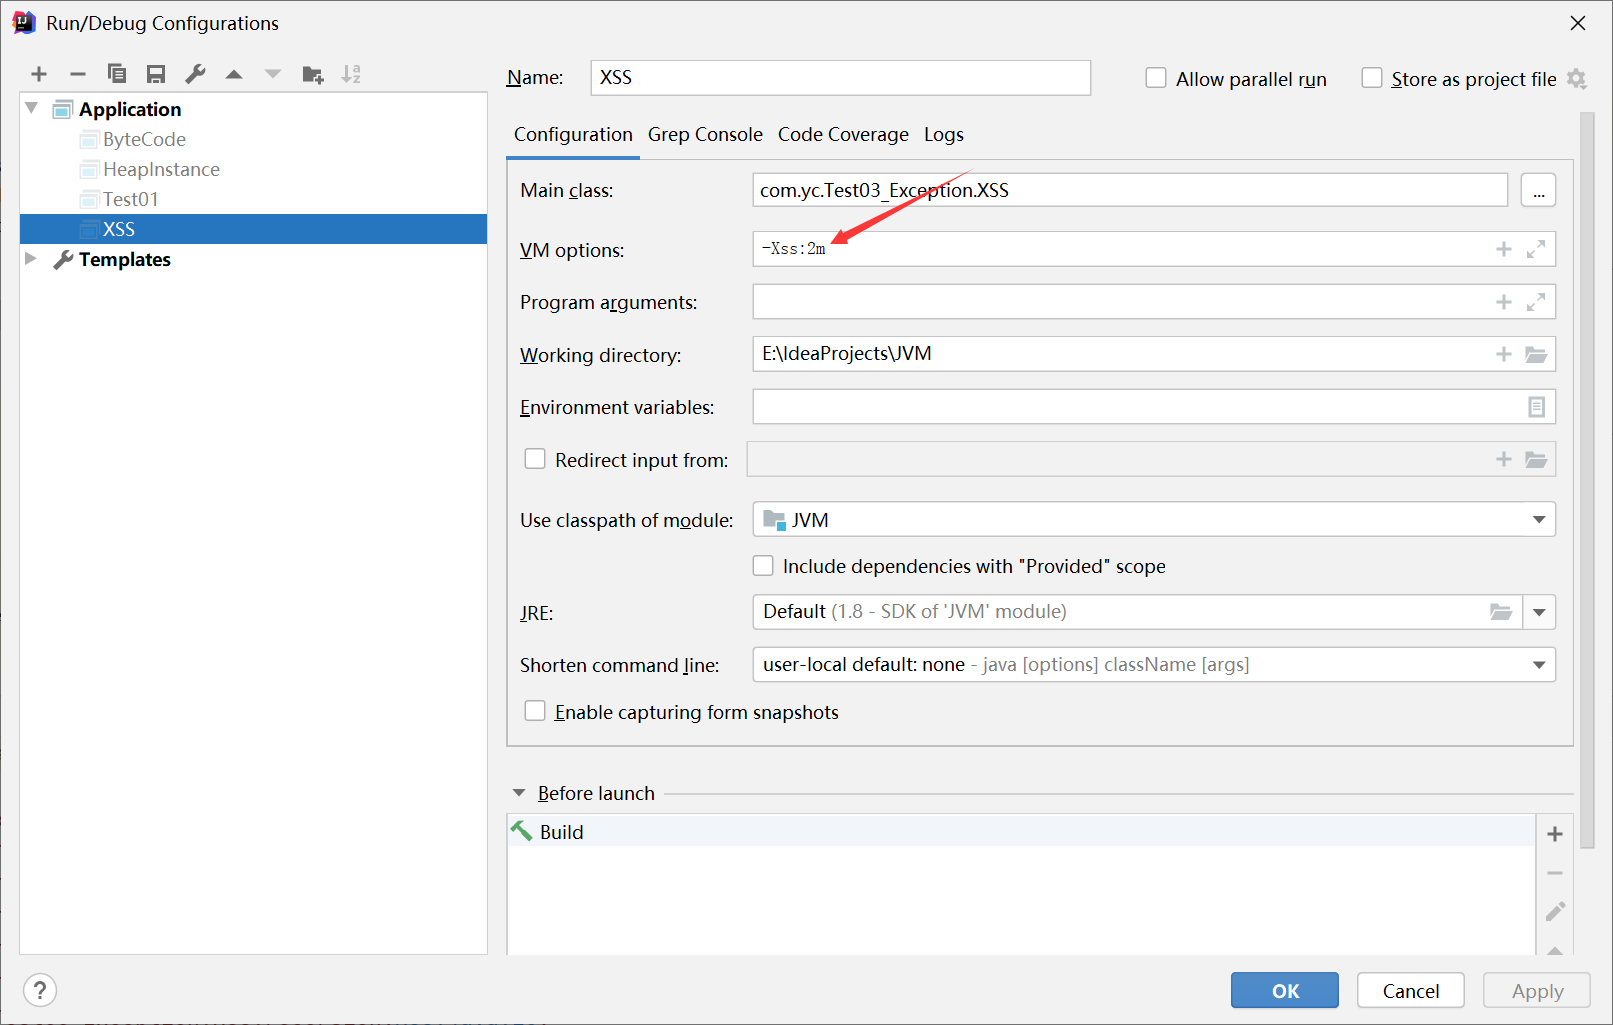 Run/Debug Configurations
Name: XSS
Allow parallel run
Store as project file
Application
ByteCode
HeapInstance
Test01
XSS
Templates
Configuration Grep Console Code Coverage Logs
Main class: com.yc.Test03_Exception.XSS ...
VM options: -Xss:2m
Program arguments:
Working directory: E:\IdeaProjects\JVM
Environment variables:
Redirect input from:
Use classpath of module: JVM
Include dependencies with "Provided" scope
JRE: Default (1.8 - SDK of 'JVM' module)
Shorten command line: user-local default: none - java [options] className [args]
Enable capturing form snapshots
Before launch
Build
? OK Cancel Apply